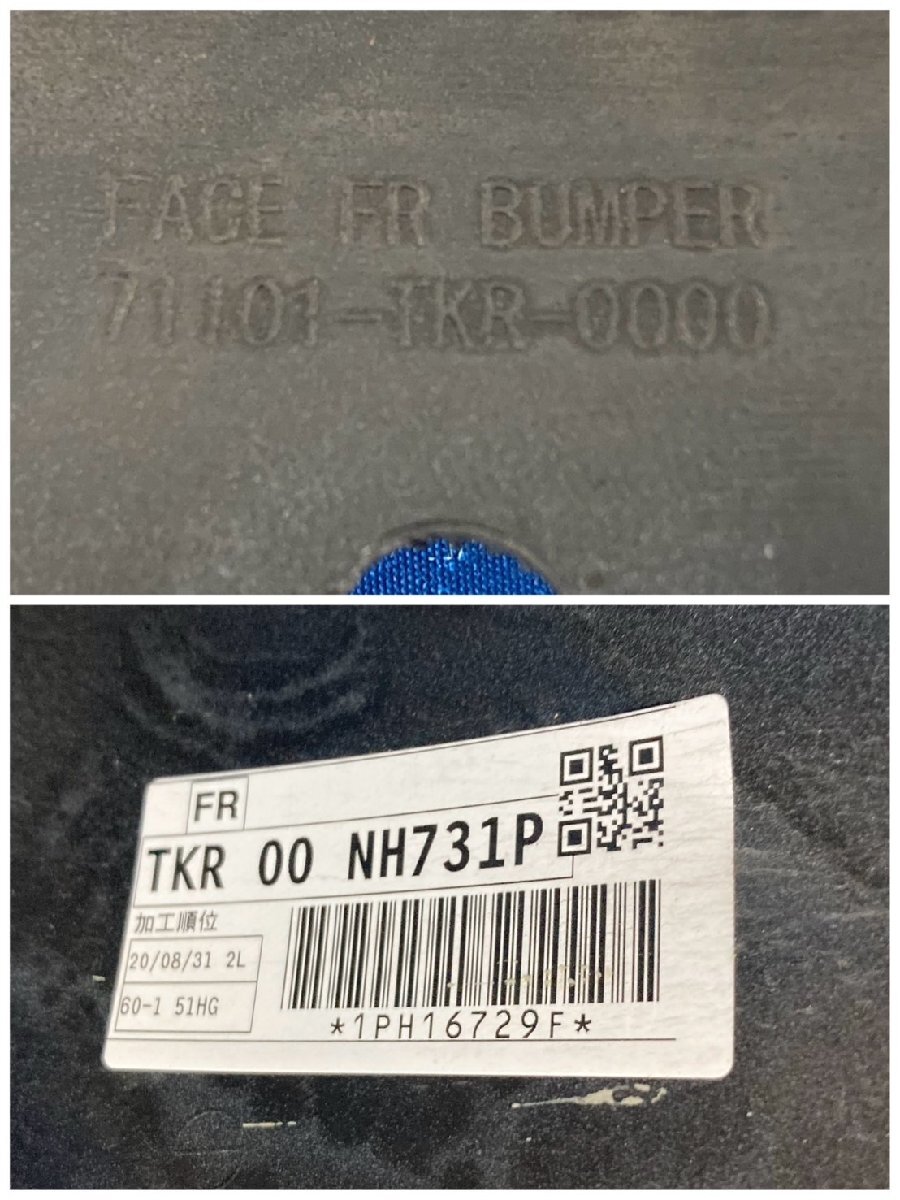 FACE FR BUMPER
71101-TKR-0000
FR
TKR 00 NH731P
加工順位
20/08/31 2L
60-1 51HG
*1PH16729F*